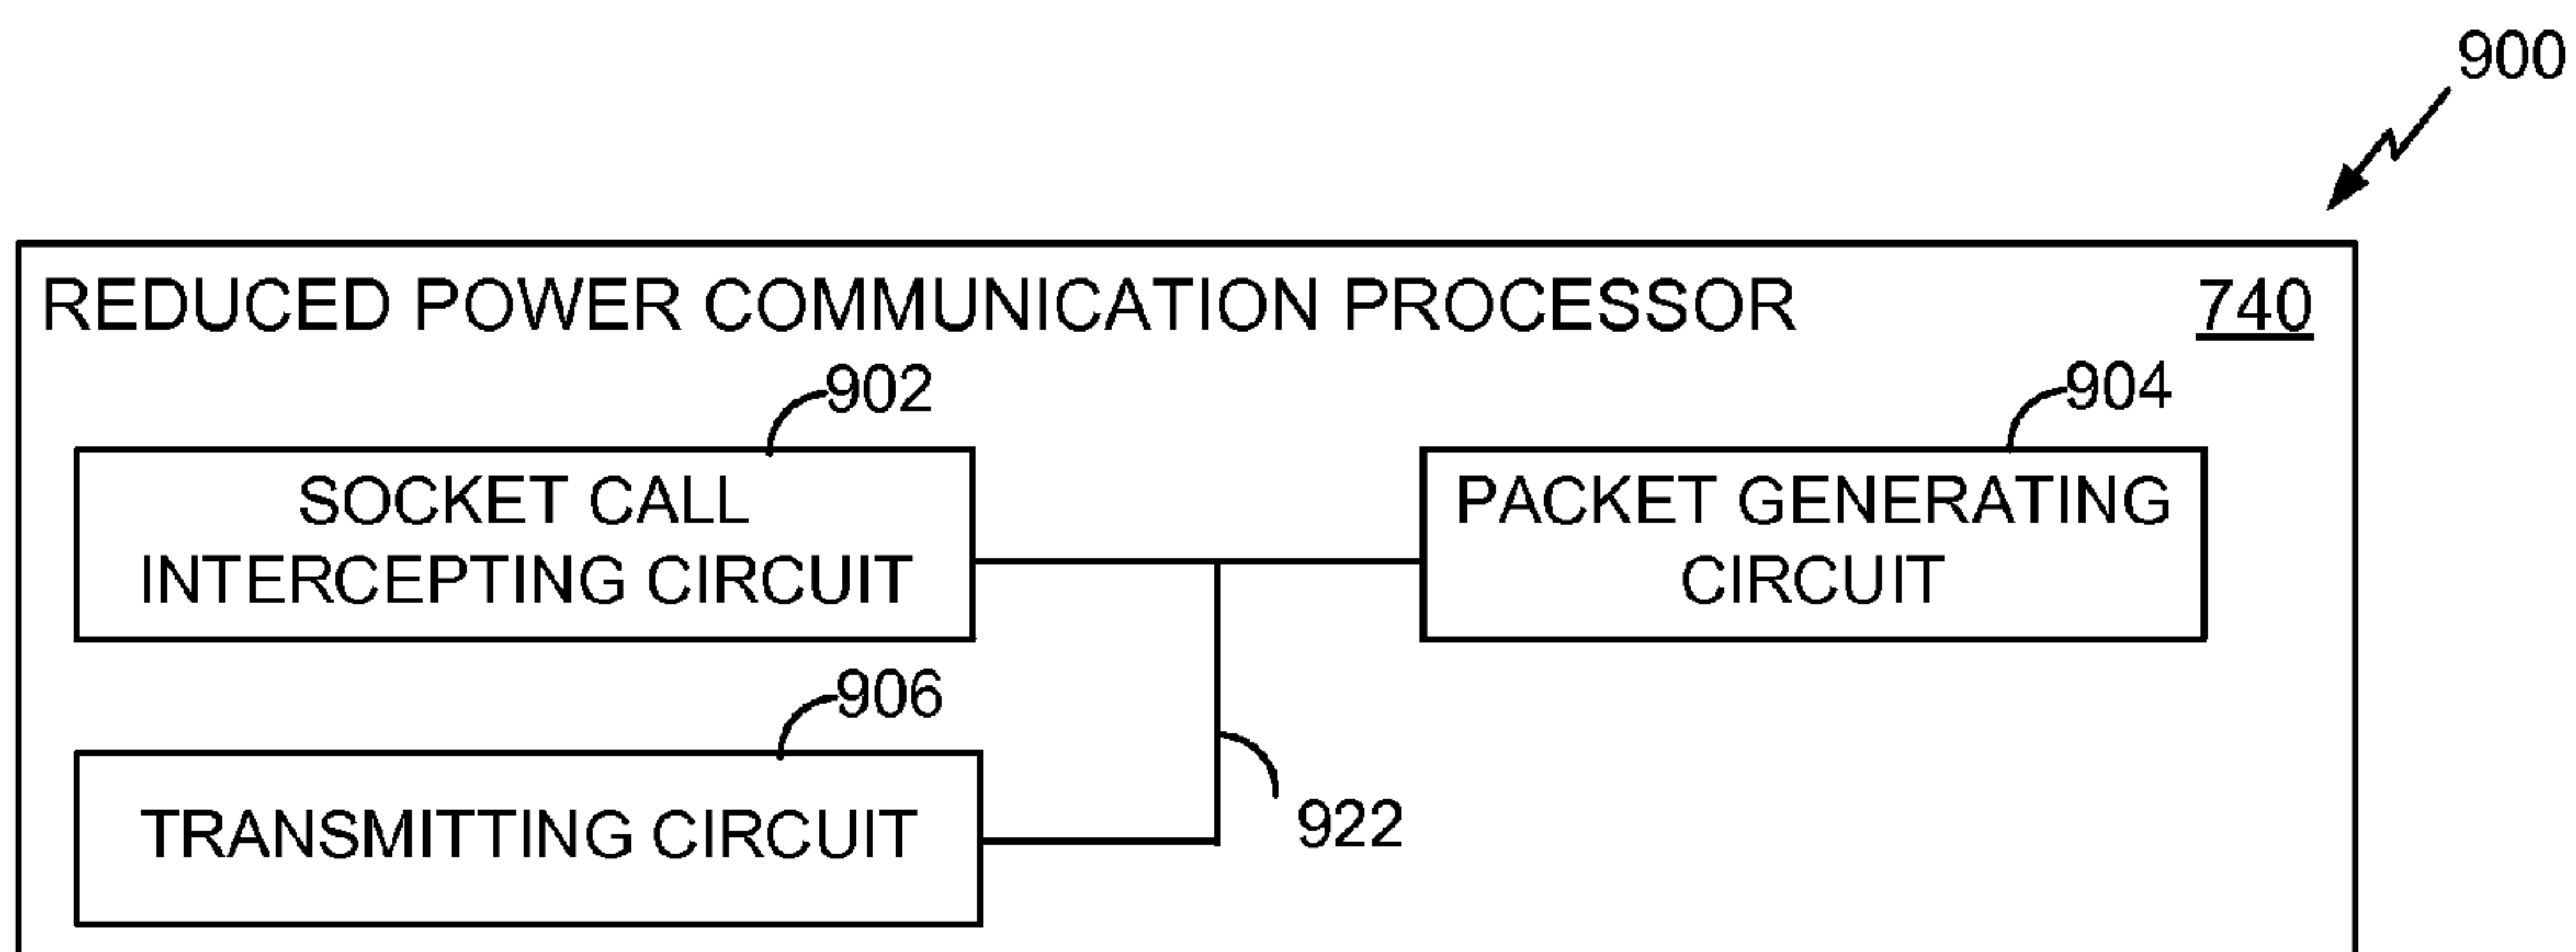 900
REDUCED POWER COMMUNICATION PROCESSOR 740
902
904
SOCKET CALL
INTERCEPTING CIRCUIT
PACKET GENERATING
CIRCUIT
906
TRANSMITTING CIRCUIT
922